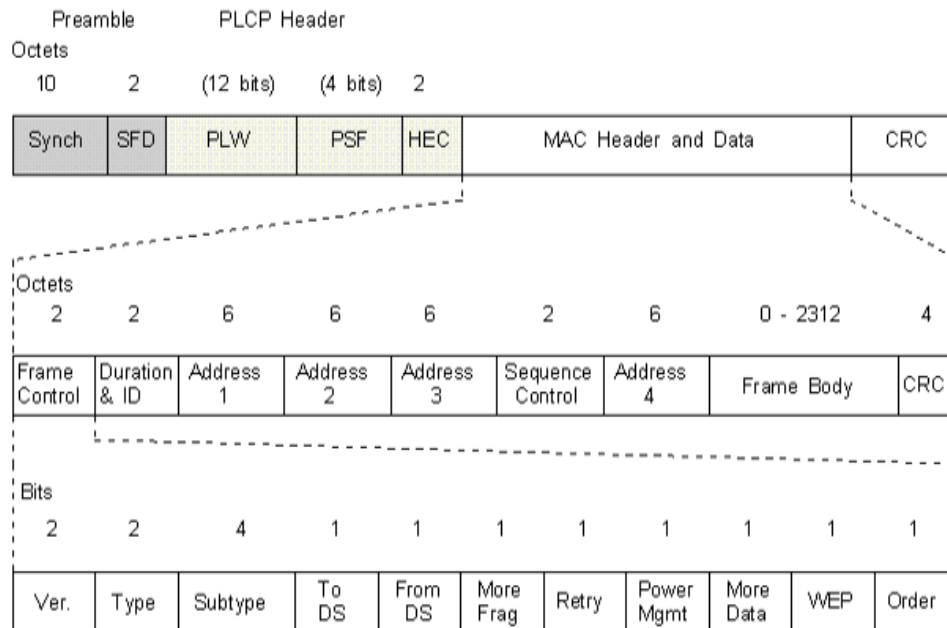 Preamble PLCP Header
Octets
10 2 (12 bits) (4 bits) 2
Synch SFD PLW PSF HEC MAC Header and Data CRC
Octets
2 2 6 6 6 2 6 0 - 2312 4
Frame Control Duration & ID Address 1 Address 2 Address 3 Sequence Control Address 4 Frame Body CRC
Bits
2 2 4 1 1 1 1 1 1 1 1
Ver. Type Subtype To DS From DS More Frag Retry Power Mgmt More Data WEP Order